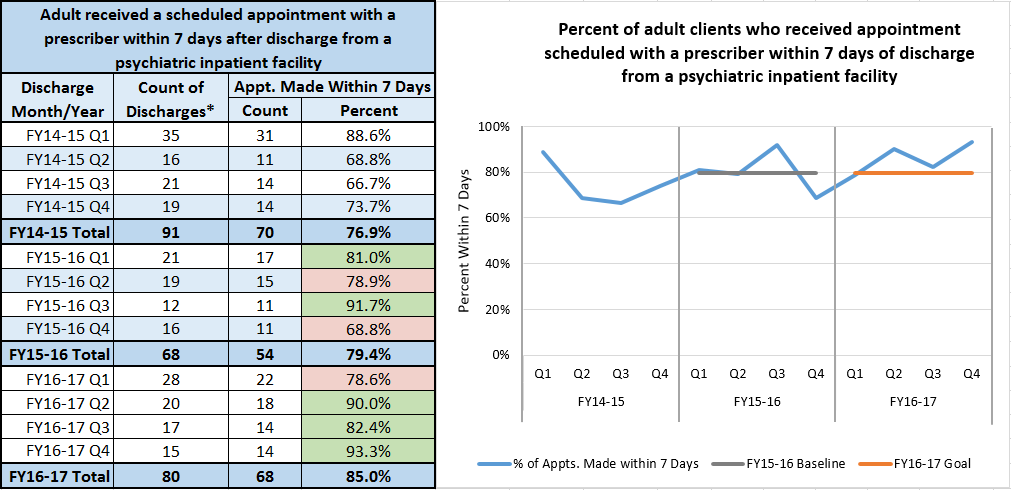 Adult received a scheduled appointment with a
prescriber within 7 days after discharge from a
psychiatric inpatient facility
Discharge Month/Year Count of Discharges* Appt. Made Within 7 Days
Count Percent
FY14-15 Q1 35 31 88.6%
FY14-15 Q2 16 11 68.8%
FY14-15 Q3 21 14 66.7%
FY14-15 Q4 19 14 73.7%
FY14-15 Total 91 70 76.9%
FY15-16 Q1 21 17 81.0%
FY15-16 Q2 19 15 78.9%
FY15-16 Q3 12 11 91.7%
FY15-16 Q4 16 11 68.8%
FY15-16 Total 68 54 79.4%
FY16-17 Q1 28 22 78.6%
FY16-17 Q2 20 18 90.0%
FY16-17 Q3 17 14 82.4%
FY16-17 Q4 15 14 93.3%
FY16-17 Total 80 68 85.0%
Percent of adult clients who received appointment
scheduled with a prescriber within 7 days of discharge
from a psychiatric inpatient facility
Percent Within 7 Days
100%
80%
60%
40%
20%
0%
Q1 Q2 Q3 Q4 Q1 Q2 Q3 Q4 Q1 Q2 Q3 Q4
FY14-15 FY15-16 FY16-17
% of Appts. Made within 7 Days FY15-16 Baseline FY16-17 Goal